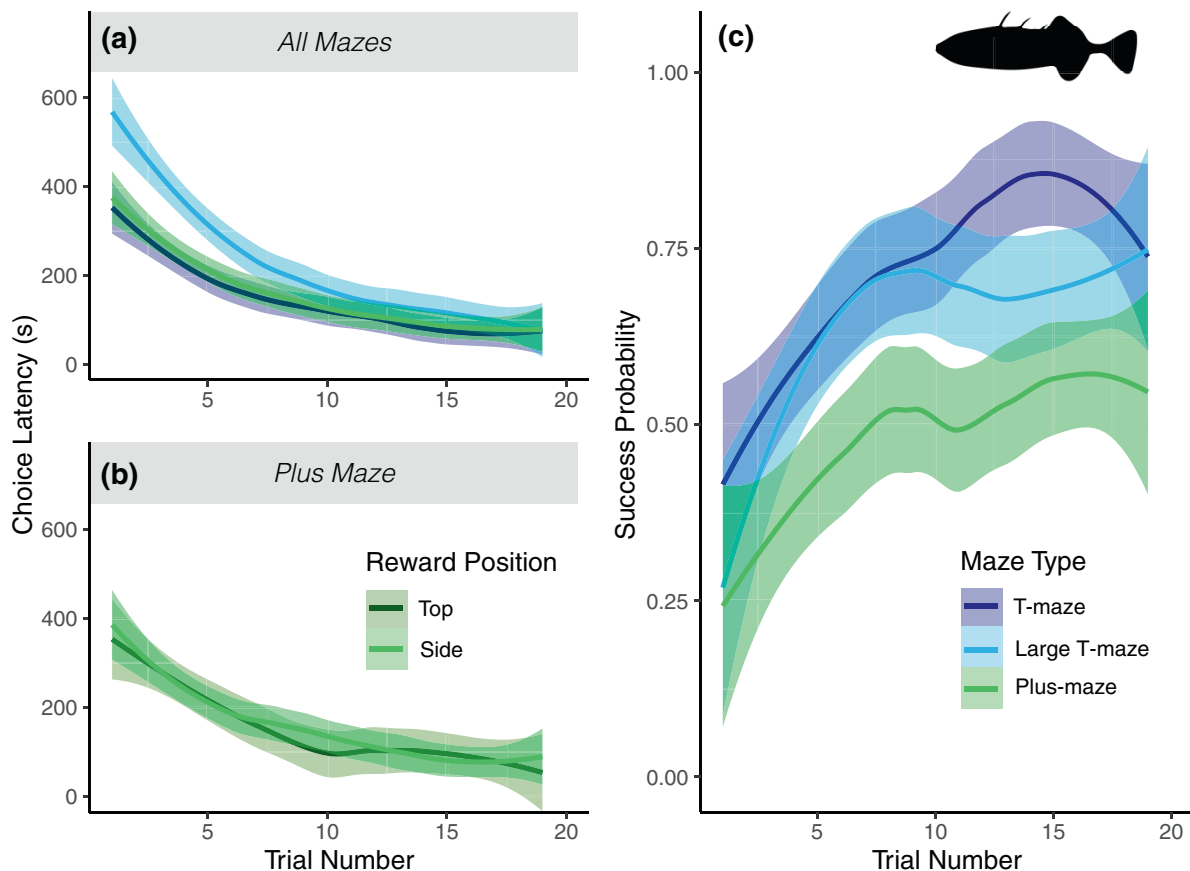 (a) All Mazes
600
400
200
0
5 10 15 20
Choice Latency (s)
(b) Plus Maze
600
400
200
0
Reward Position
Top
Side
5 10 15 20
Trial Number
(c)
1.00
0.75
0.50
0.25
0.00
Success Probability
Maze Type
T-maze
Large T-maze
Plus-maze
5 10 15 20
Trial Number